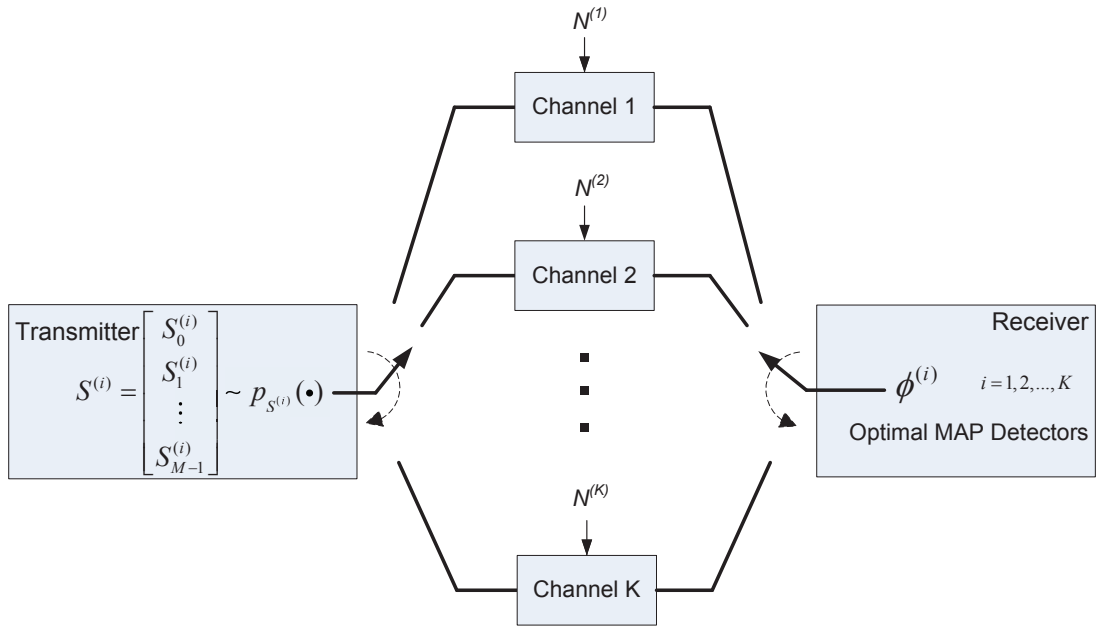 N^(1)
Channel 1
N^(2)
Channel 2
Transmitter
S^(i) = [S_0^(i) S_1^(i) ⋮ S_{M−1}^(i)] ~ p_{S^(i)}(•)
Receiver
ϕ^(i) i = 1, 2, ..., K
Optimal MAP Detectors
N^(K)
Channel K